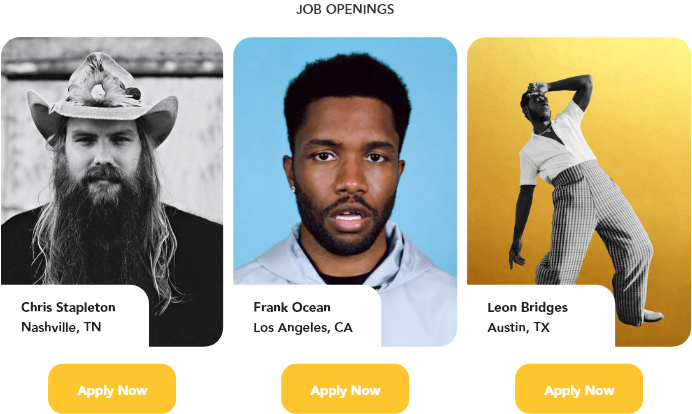 JOB OPENINGS
Chris Stapleton
Nashville, TN
Frank Ocean
Los Angeles, CA
Leon Bridges
Austin, TX
Apply Now
Apply Now
Apply Now